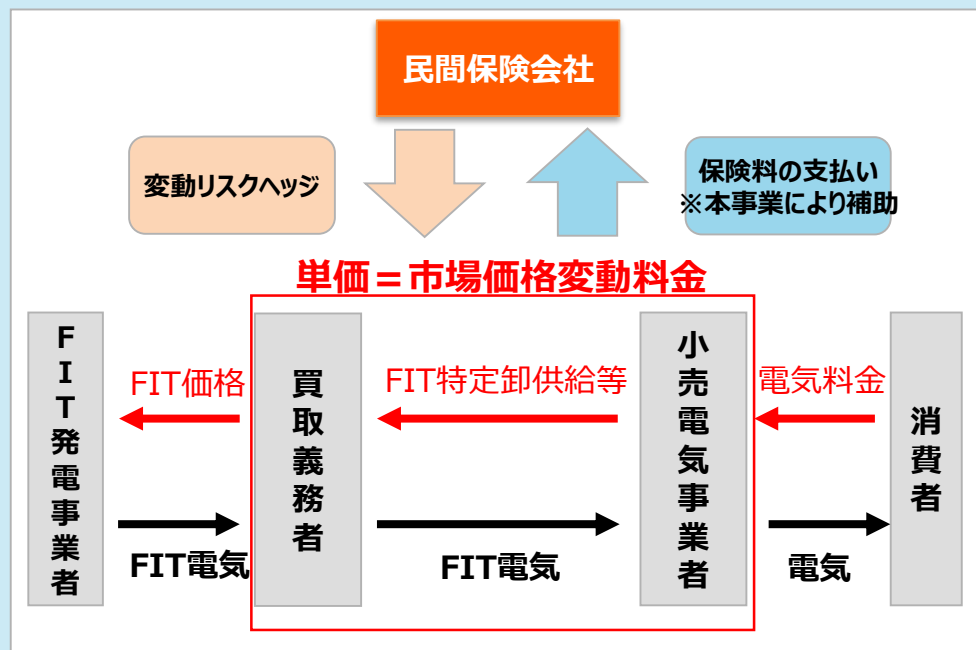 民間保険会社
変動リスクヘッジ
保険料の支払い
※本事業により補助
単価＝市場価格変動料金
FIT発電事業者
FIT価格
FIT電気
買取義務者
FIT特定卸供給等
FIT電気
小売電気事業者
電気料金
電気
消費者